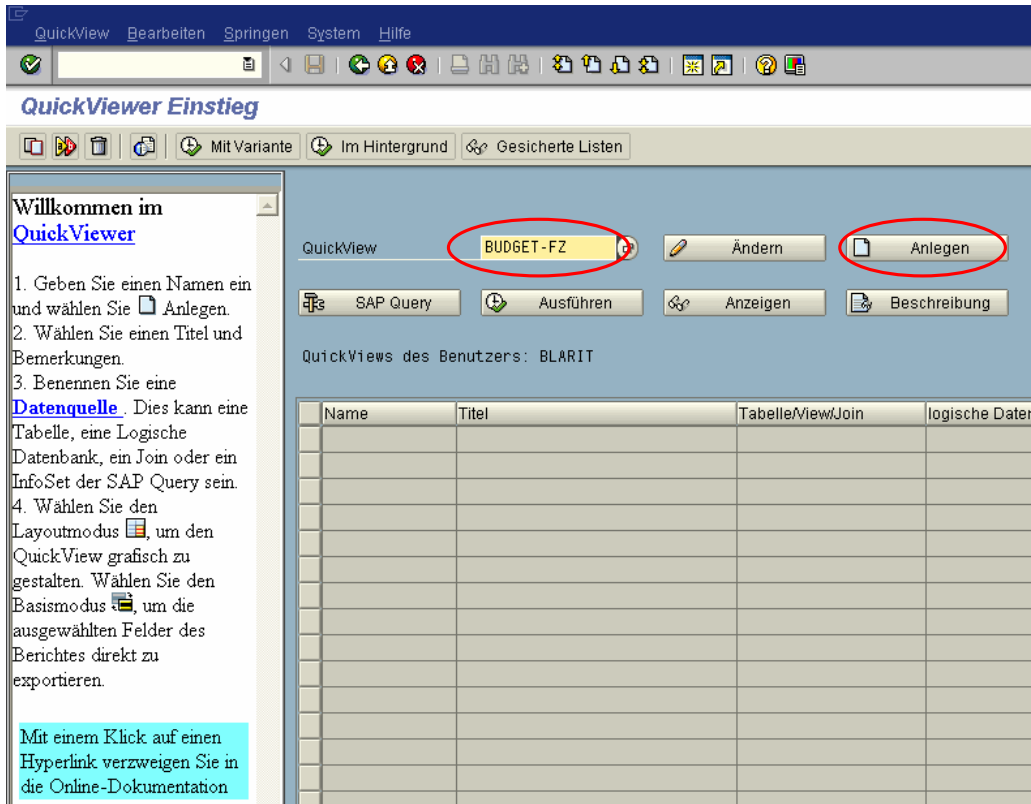 QuickView Bearbeiten Springen System Hilfe
QuickViewer Einstieg
Mit Variante Im Hintergrund Gesicherte Listen
Willkommen im
QuickViewer
1. Geben Sie einen Namen ein
und wählen Sie Anlegen.
2. Wählen Sie einen Titel und
Bemerkungen.
3. Benennen Sie eine
Datenquelle . Dies kann eine
Tabelle, eine Logische
Datenbank, ein Join oder ein
InfoSet der SAP Query sein.
4. Wählen Sie den
Layoutmodus , um den
QuickView grafisch zu
gestalten. Wählen Sie den
Basismodus , um die
ausgewählten Felder des
Berichtes direkt zu
exportieren.
Mit einem Klick auf einen
Hyperlink verzweigen Sie in
die Online-Dokumentation
QuickView BUDGET-FZ Ändern Anlegen
SAP Query Ausführen Anzeigen Beschreibung
QuickViews des Benutzers: BLARIT
Name Titel Tabelle/View/Join logische Daten